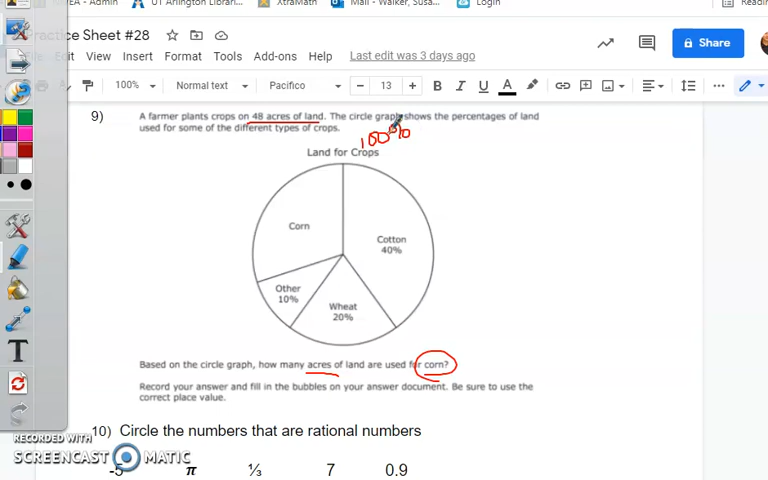 UT Arlington Librari...
XtraMath
Mail - Walker, Susa...
Login
Practice Sheet #28
Edit View Insert Format Tools Add-ons Help Last edit was 3 days ago
Share
100% Normal text Pacifico 13 B I U A
9) A farmer plants crops on 48 acres of land. The circle graph shows the percentages of land
used for some of the different types of crops.
100%
Land for Crops
Corn
Cotton
40%
Other
10%
Wheat
20%
Based on the circle graph, how many acres of land are used for corn?
Record your answer and fill in the bubbles on your answer document. Be sure to use the
correct place value.
10) Circle the numbers that are rational numbers
-5 π ⅓ 7 0.9
RECORDED WITH
SCREENCAST MATIC